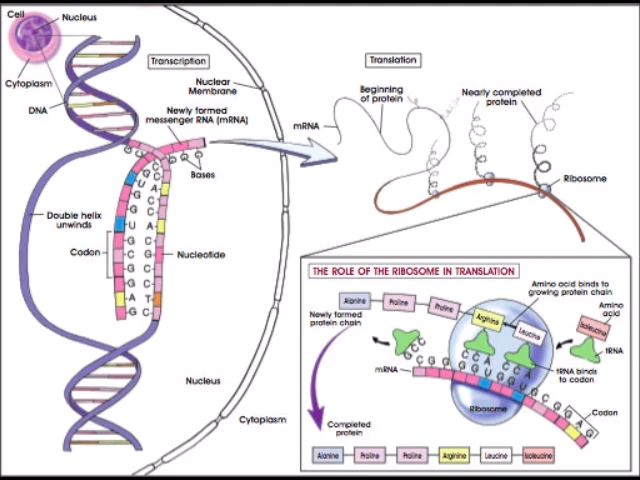 Cell
Nucleus
Cytoplasm
DNA
Transcription
Nuclear
Membrane
Newly formed
messenger RNA (mRNA)
Bases
Double helix
unwinds
Codon
Nucleotide
U
G
G
U
G
C
G
G
A
G
A
C
C
A
C
G
C
C
T
C
Nucleus
Cytoplasm
Translation
Beginning
of protein
Nearly completed
protein
mRNA
Ribosome
THE ROLE OF THE RIBOSOME IN TRANSLATION
Amino acid binds to
growing protein chain
Amino
acid
Alanine
Proline
Proline
Arginine
Leucine
Isoleucine
Newly formed
protein chain
tRNA
tRNA binds
to codon
mRNA
C C A
C C A
Ribosome
Codon
Completed
protein
Alanine
Proline
Proline
Arginine
Leucine
Isoleucine